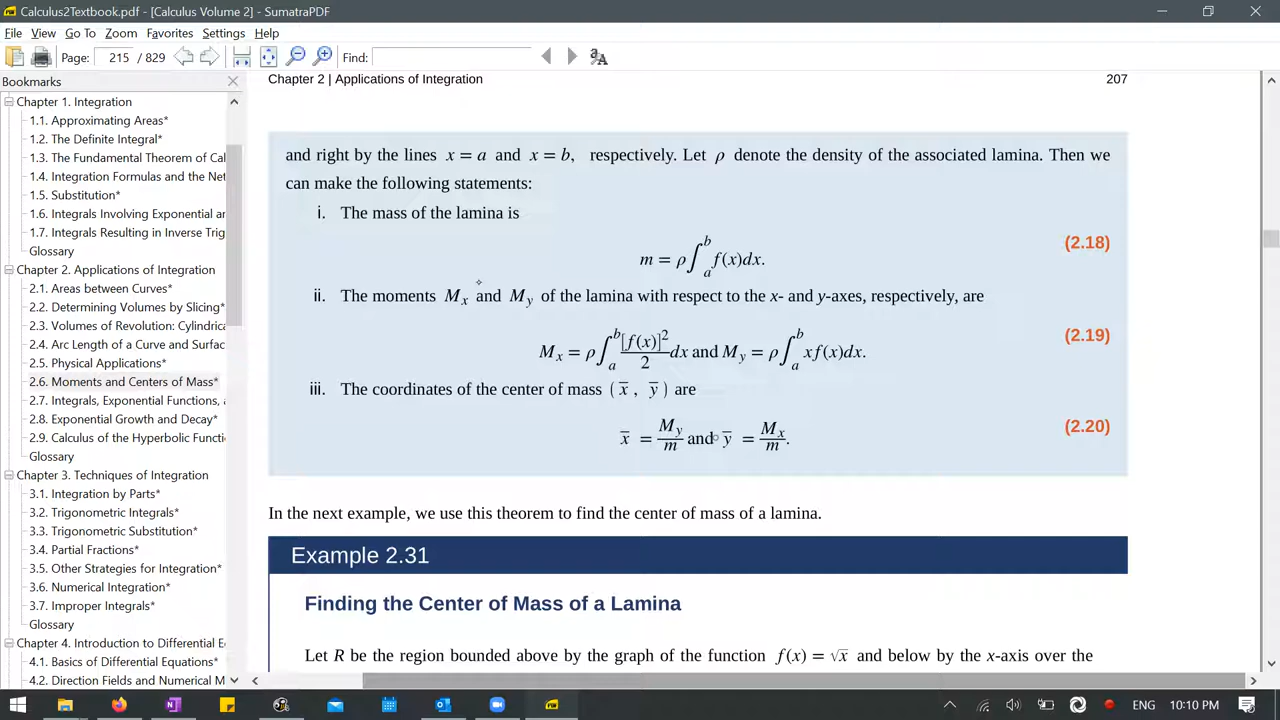 Calculus2Textbook.pdf - [Calculus Volume 2] - SumatraPDF
File View Go To Zoom Favorites Settings Help
Page: 215 / 829 Find:
Bookmarks
Chapter 1. Integration
1.1. Approximating Areas*
1.2. The Definite Integral*
1.3. The Fundamental Theorem of Cal
1.4. Integration Formulas and the Net
1.5. Substitution*
1.6. Integrals Involving Exponential an
1.7. Integrals Resulting in Inverse Trig
Glossary
Chapter 2. Applications of Integration
2.1. Areas between Curves*
2.2. Determining Volumes by Slicing*
2.3. Volumes of Revolution: Cylindrica
2.4. Arc Length of a Curve and Surfac
2.5. Physical Applications*
2.6. Moments and Centers of Mass*
2.7. Integrals, Exponential Functions, a
2.8. Exponential Growth and Decay*
2.9. Calculus of the Hyperbolic Functi
Glossary
Chapter 3. Techniques of Integration
3.1. Integration by Parts*
3.2. Trigonometric Integrals*
3.3. Trigonometric Substitution*
3.4. Partial Fractions*
3.5. Other Strategies for Integration*
3.6. Numerical Integration*
3.7. Improper Integrals*
Glossary
Chapter 4. Introduction to Differential E
4.1. Basics of Differential Equations*
4.2. Direction Fields and Numerical M
Chapter 2 | Applications of Integration 207
and right by the lines x = a and x = b, respectively. Let ρ denote the density of the associated lamina. Then we
can make the following statements:
i. The mass of the lamina is
m = ρ∫_a^b f(x)dx. (2.18)
ii. The moments M_x and M_y of the lamina with respect to the x- and y-axes, respectively, are
M_x = ρ∫_a^b [f(x)]²/2 dx and M_y = ρ∫_a^b xf(x)dx. (2.19)
iii. The coordinates of the center of mass (x̅, y̅) are
x̅ = M_y/m and y̅ = M_x/m. (2.20)
In the next example, we use this theorem to find the center of mass of a lamina.
Example 2.31
Finding the Center of Mass of a Lamina
Let R be the region bounded above by the graph of the function f(x) = √x and below by the x-axis over the
ENG 10:10 PM